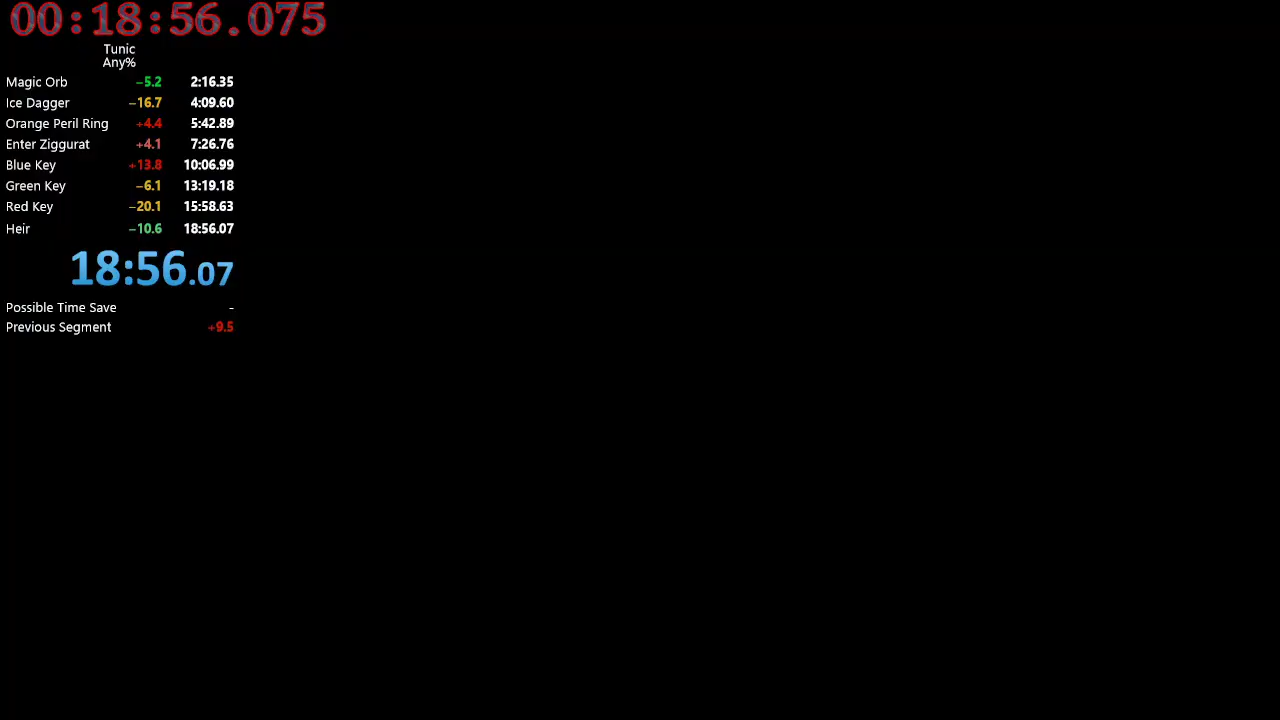 00:18:56.075
Tunic
Any%
Magic Orb −5.2 2:16.35
Ice Dagger −16.7 4:09.60
Orange Peril Ring +4.4 5:42.89
Enter Ziggurat +4.1 7:26.76
Blue Key +13.8 10:06.99
Green Key −6.1 13:19.18
Red Key −20.1 15:58.63
Heir −10.6 18:56.07
18:56.07
Possible Time Save -
Previous Segment +9.5